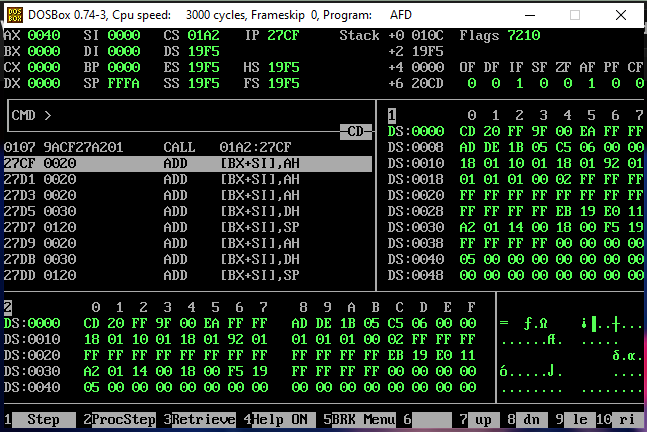 DOSBox 0.74-3, Cpu speed: 3000 cycles, Frameskip 0, Program: AFD
AX 0040 SI 0000 CS 01A2 IP 27CF Stack +0 010C Flags 7210
BX 0000 DI 0000 DS 19F5 +2 19F5
CX 0000 BP 0000 ES 19F5 HS 19F5 +4 0000 OF DF IF SF ZF AF PF CF
DX 0000 SP FFFA SS 19F5 FS 19F5 +6 20CD 0 0 1 0 0 1 0 0
CMD >
CD
0107 9ACF27A201 CALL 01A2:27CF
27CF 0020 ADD [BX+SI],AH
27D1 0020 ADD [BX+SI],AH
27D3 0020 ADD [BX+SI],AH
27D5 0030 ADD [BX+SI],DH
27D7 0120 ADD [BX+SI],SP
27D9 0020 ADD [BX+SI],AH
27DB 0030 ADD [BX+SI],DH
27DD 0120 ADD [BX+SI],SP
1 0 1 2 3 4 5 6 7
DS:0000 CD 20 FF 9F 00 EA FF FF
DS:0008 AD DE 1B 05 C5 06 00 00
DS:0010 18 01 10 01 18 01 92 01
DS:0018 01 01 01 00 02 FF FF FF
DS:0020 FF FF FF FF FF FF FF FF
DS:0028 FF FF FF FF EB 19 E0 11
DS:0030 A2 01 14 00 18 00 F5 19
DS:0038 FF FF FF FF 00 00 00 00
DS:0040 05 00 00 00 00 00 00 00
DS:0048 00 00 00 00 00 00 00 00
2 0 1 2 3 4 5 6 7 8 9 A B C D E F
DS:0000 CD 20 FF 9F 00 EA FF FF AD DE 1B 05 C5 06 00 00
DS:0010 18 01 10 01 18 01 92 01 01 01 01 00 02 FF FF FF
DS:0020 FF FF FF FF FF FF FF FF FF FF FF FF EB 19 E0 11
DS:0030 A2 01 14 00 18 00 F5 19 FF FF FF FF 00 00 00 00
DS:0040 05 00 00 00 00 00 00 00 00 00 00 00 00 00 00 00
= ƒ.Ω ¡▐..┼...
......Æ. .....
δ.α.
ó.....⌡.
........ ........
1 Step 2ProcStep 3Retrieve 4Help ON 5BRK Menu 6 7 up 8 dn 9 le 10 ri